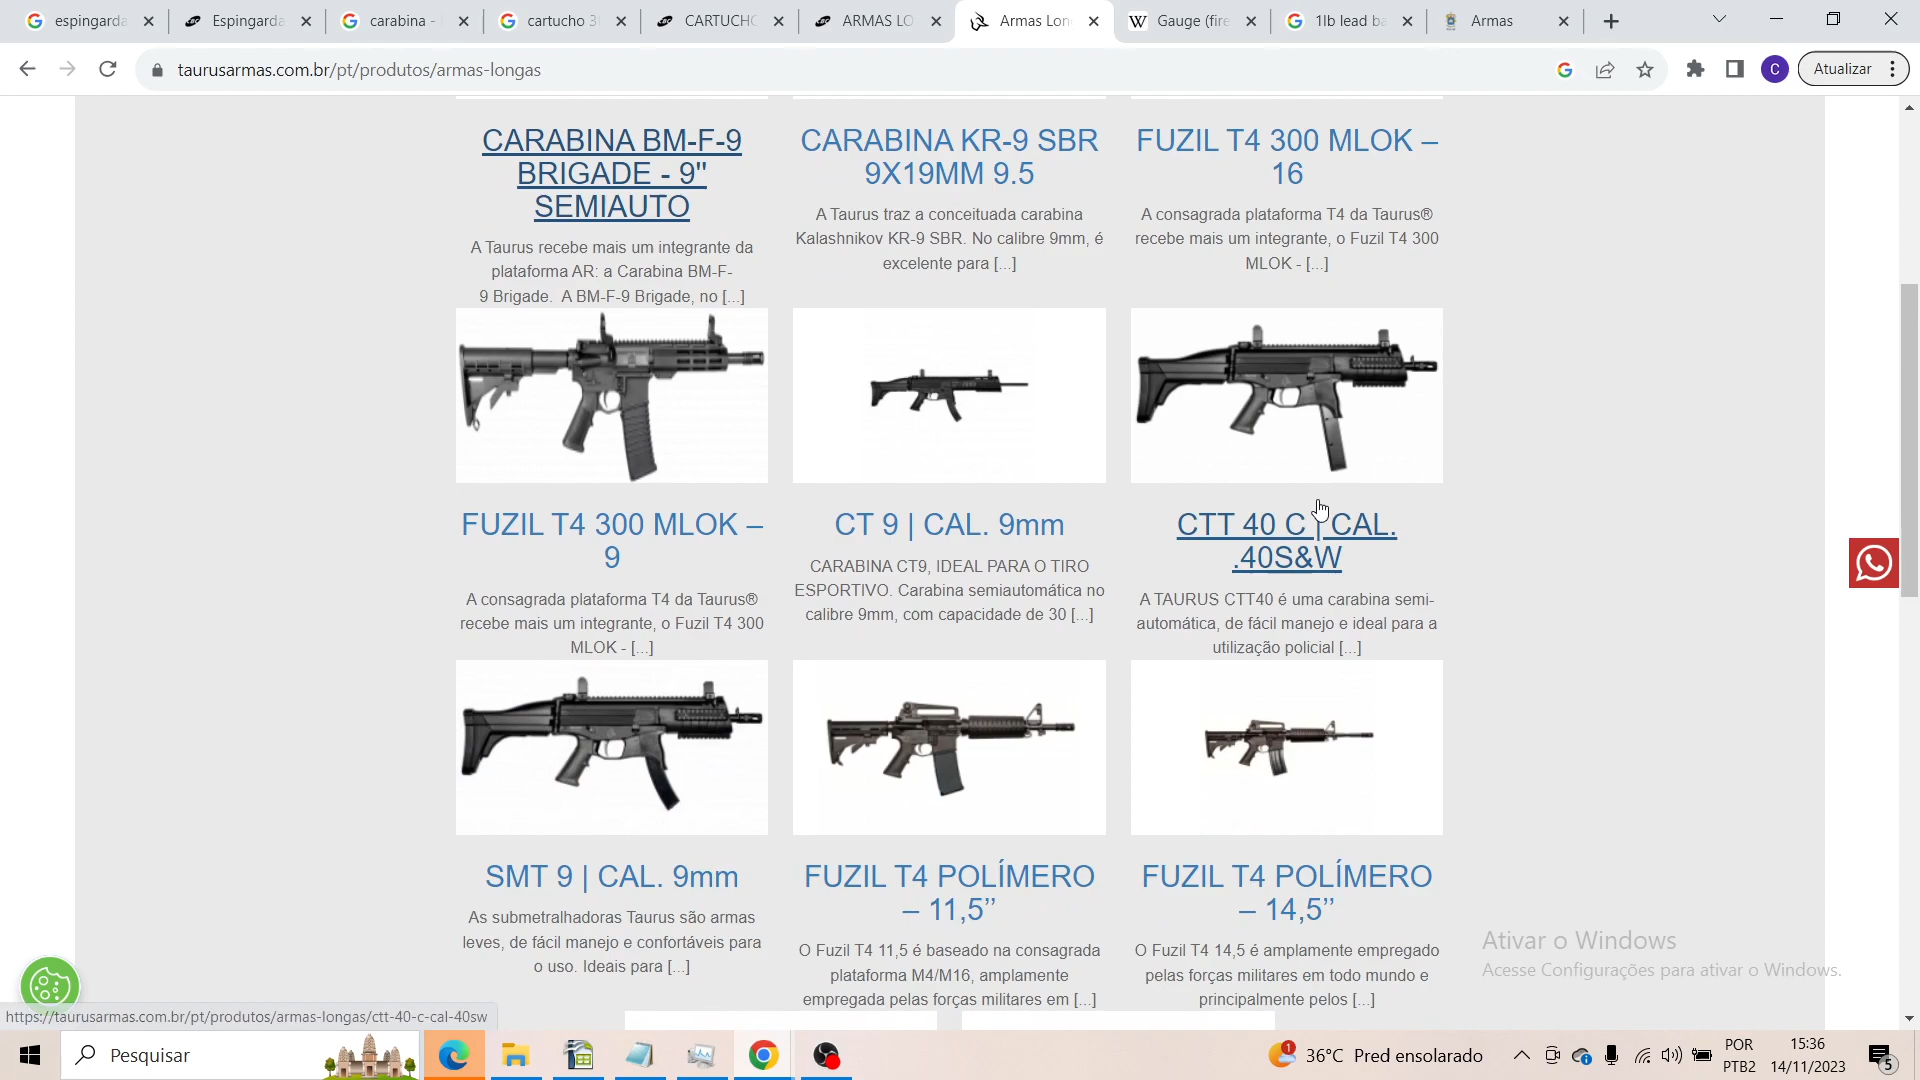 espingarda
Espingarda
carabina -
cartucho 3
CARTUCHO
ARMAS LO
Armas Lon
Gauge (fire
1lb lead ba
Armas
taurusarmas.com.br/pt/produtos/armas-longas
C
Atualizar
CARABINA BM-F-9
BRIGADE - 9"
SEMIAUTO
A Taurus recebe mais um integrante da
plataforma AR: a Carabina BM-F-
9 Brigade. A BM-F-9 Brigade, no [...]
CARABINA KR-9 SBR
9X19MM 9.5
A Taurus traz a conceituada carabina
Kalashnikov KR-9 SBR. No calibre 9mm, é
excelente para [...]
FUZIL T4 300 MLOK –
16
A consagrada plataforma T4 da Taurus®
recebe mais um integrante, o Fuzil T4 300
MLOK - [...]
FUZIL T4 300 MLOK –
9
A consagrada plataforma T4 da Taurus®
recebe mais um integrante, o Fuzil T4 300
MLOK - [...]
CT 9 | CAL. 9mm
CARABINA CT9, IDEAL PARA O TIRO
ESPORTIVO. Carabina semiautomática no
calibre 9mm, com capacidade de 30 [...]
CTT 40 C | CAL.
.40S&W
A TAURUS CTT40 é uma carabina semi-
automática, de fácil manejo e ideal para a
utilização policial [...]
SMT 9 | CAL. 9mm
As submetralhadoras Taurus são armas
leves, de fácil manejo e confortáveis para
o uso. Ideais para [...]
FUZIL T4 POLÍMERO
– 11,5”
O Fuzil T4 11,5 é baseado na consagrada
plataforma M4/M16, amplamente
empregada pelas forças militares em [...]
FUZIL T4 POLÍMERO
– 14,5”
O Fuzil T4 14,5 é amplamente empregado
pelas forças militares em todo mundo e
principalmente pelos [...]
Ativar o Windows
Acesse Configurações para ativar o Windows.
https://taurusarmas.com.br/pt/produtos/armas-longas/ctt-40-c-cal-40sw
Pesquisar
1
36°C Pred ensolarado
POR
PTB2
15:36
14/11/2023
5